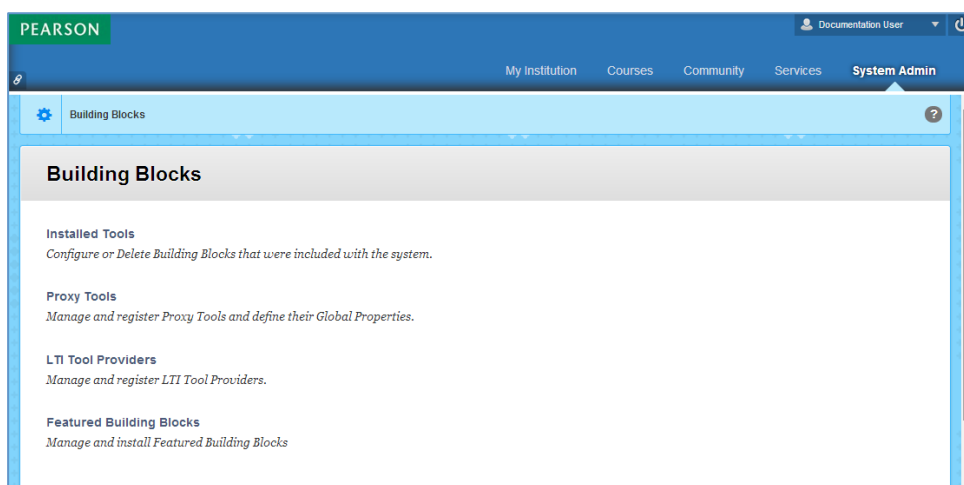 PEARSON
Documentation User
My Institution Courses Community Services System Admin
Building Blocks
?
Building Blocks
Installed Tools
Configure or Delete Building Blocks that were included with the system.
Proxy Tools
Manage and register Proxy Tools and define their Global Properties.
LTI Tool Providers
Manage and register LTI Tool Providers.
Featured Building Blocks
Manage and install Featured Building Blocks